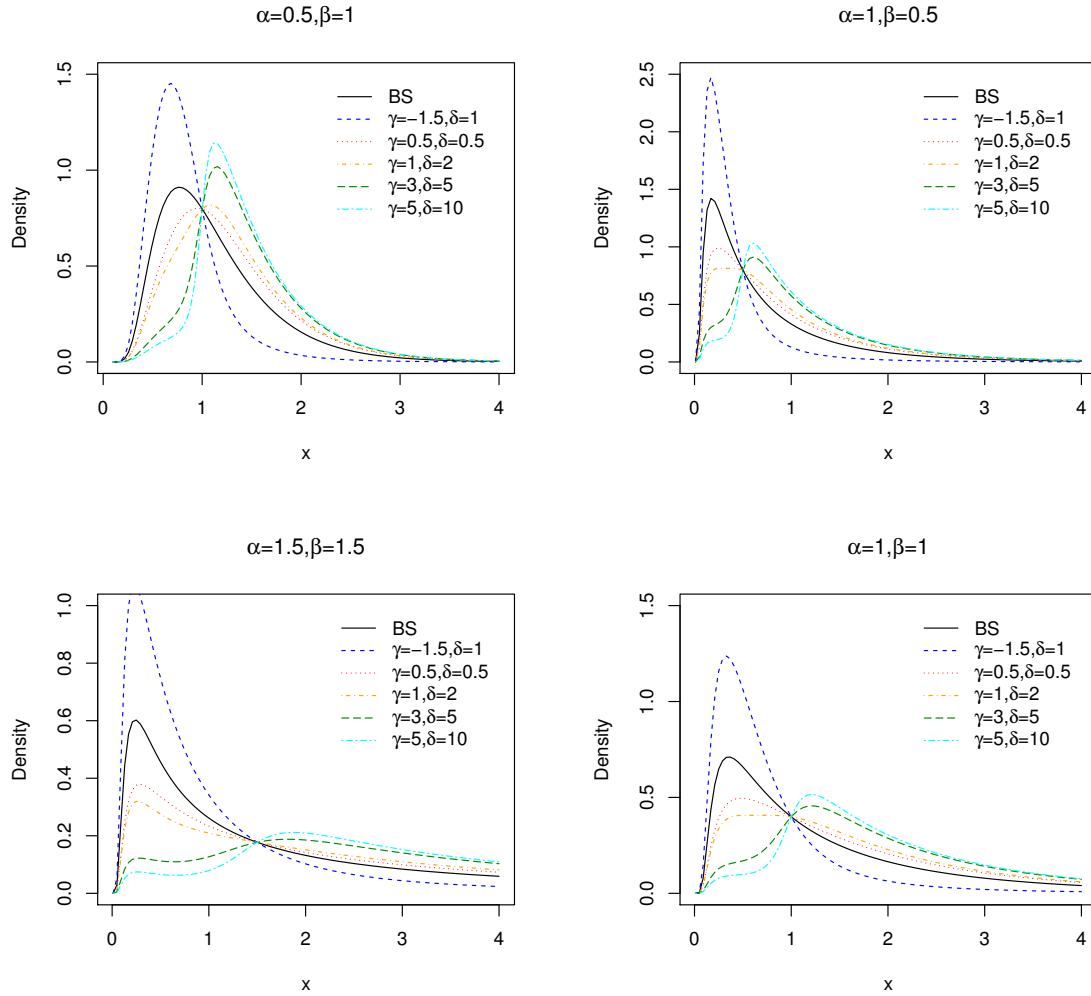 α=0.5,β=1
1.5
1.0
0.5
0.0
Density
BS
γ=−1.5,δ=1
γ=0.5,δ=0.5
γ=1,δ=2
γ=3,δ=5
γ=5,δ=10
0 1 2 3 4
x
α=1,β=0.5
2.5
2.0
1.5
1.0
0.5
0.0
Density
BS
γ=−1.5,δ=1
γ=0.5,δ=0.5
γ=1,δ=2
γ=3,δ=5
γ=5,δ=10
0 1 2 3 4
x
α=1.5,β=1.5
1.0
0.8
0.6
0.4
0.2
0.0
Density
BS
γ=−1.5,δ=1
γ=0.5,δ=0.5
γ=1,δ=2
γ=3,δ=5
γ=5,δ=10
0 1 2 3 4
x
α=1,β=1
1.5
1.0
0.5
0.0
Density
BS
γ=−1.5,δ=1
γ=0.5,δ=0.5
γ=1,δ=2
γ=3,δ=5
γ=5,δ=10
0 1 2 3 4
x